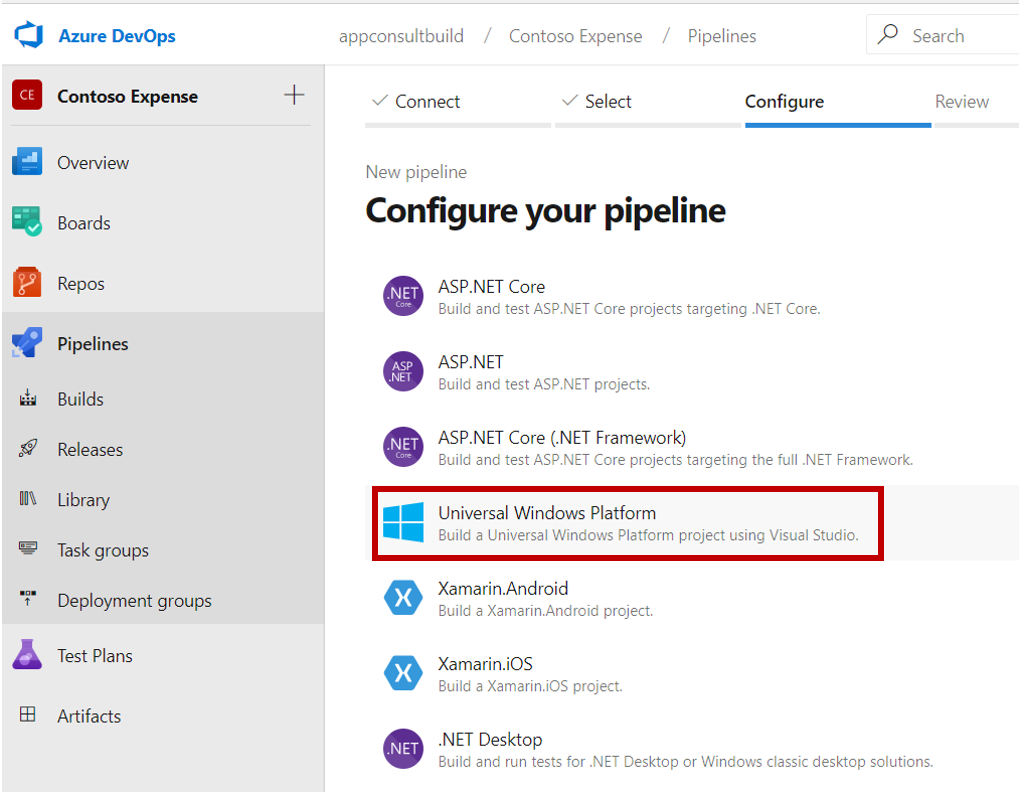 Azure DevOps
appconsultbuild / Contoso Expense / Pipelines
Search
CE Contoso Expense
Overview
Boards
Repos
Pipelines
Builds
Releases
Library
Task groups
Deployment groups
Test Plans
Artifacts
Connect
Select
Configure
Review
New pipeline
Configure your pipeline
.NET
Core
ASP.NET Core
Build and test ASP.NET Core projects targeting .NET Core.
ASP
.NET
ASP.NET
Build and test ASP.NET projects.
.NET
Core
ASP.NET Core (.NET Framework)
Build and test ASP.NET Core projects targeting the full .NET Framework.
Universal Windows Platform
Build a Universal Windows Platform project using Visual Studio.
Xamarin.Android
Build a Xamarin.Android project.
Xamarin.iOS
Build a Xamarin.iOS project.
.NET
.NET Desktop
Build and run tests for .NET Desktop or Windows classic desktop solutions.